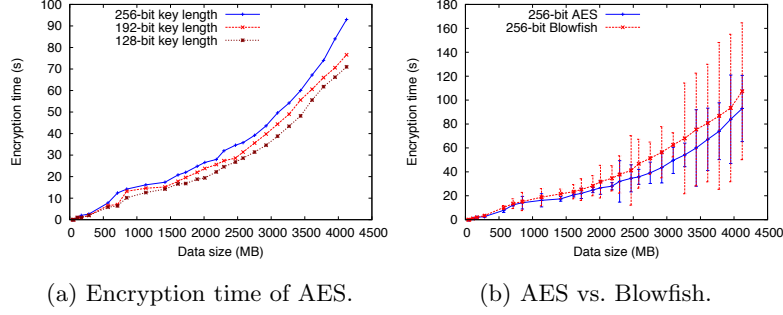 256-bit key length
192-bit key length
128-bit key length
Encryption time (s)
100
90
80
70
60
50
40
30
20
10
0
0 500 1000 1500 2000 2500 3000 3500 4000 4500
Data size (MB)
(a) Encryption time of AES.
256-bit AES
256-bit Blowfish
Encryption time (s)
180
160
140
120
100
80
60
40
20
0
0 500 1000 1500 2000 2500 3000 3500 4000 4500
Data size (MB)
(b) AES vs. Blowfish.